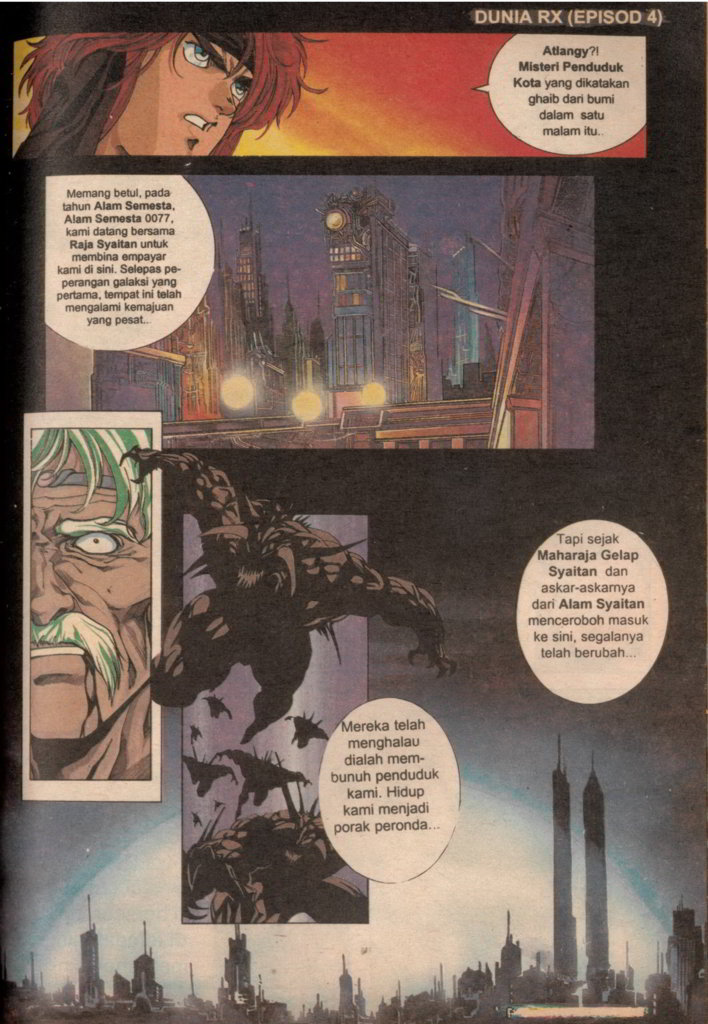 DUNIA RX (EPISOD 4)
Atlangy?!
Misteri Penduduk
Kota yang dikatakan
ghaib dari bumi
dalam satu
malam itu..
Memang betul, pada
tahun Alam Semesta,
Alam Semesta 0077,
kami datang bersama
Raja Syaitan untuk
membina empayar
kami di sini. Selepas pe-
perangan galaksi yang
pertama, tempat ini telah
mengalami kemajuan
yang pesat..
Tapi sejak
Maharaja Gelap
Syaitan dan
askar-askarnya
dari Alam Syaitan
menceroboh masuk
ke sini, segalanya
telah berubah...
Mereka telah
menghalau
dialah mem-
bunuh penduduk
kami. Hidup
kami menjadi
porak peronda...